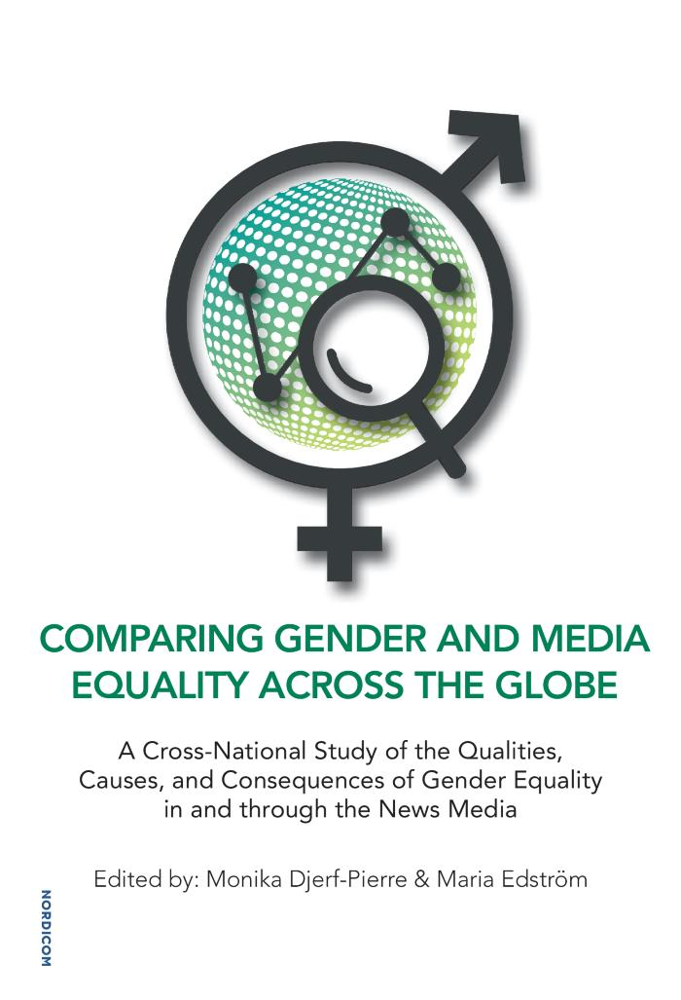 COMPARING GENDER AND MEDIA
EQUALITY ACROSS THE GLOBE
A Cross-National Study of the Qualities,
Causes, and Consequences of Gender Equality
in and through the News Media
Edited by: Monika Djerf-Pierre & Maria Edström
NORDICOM